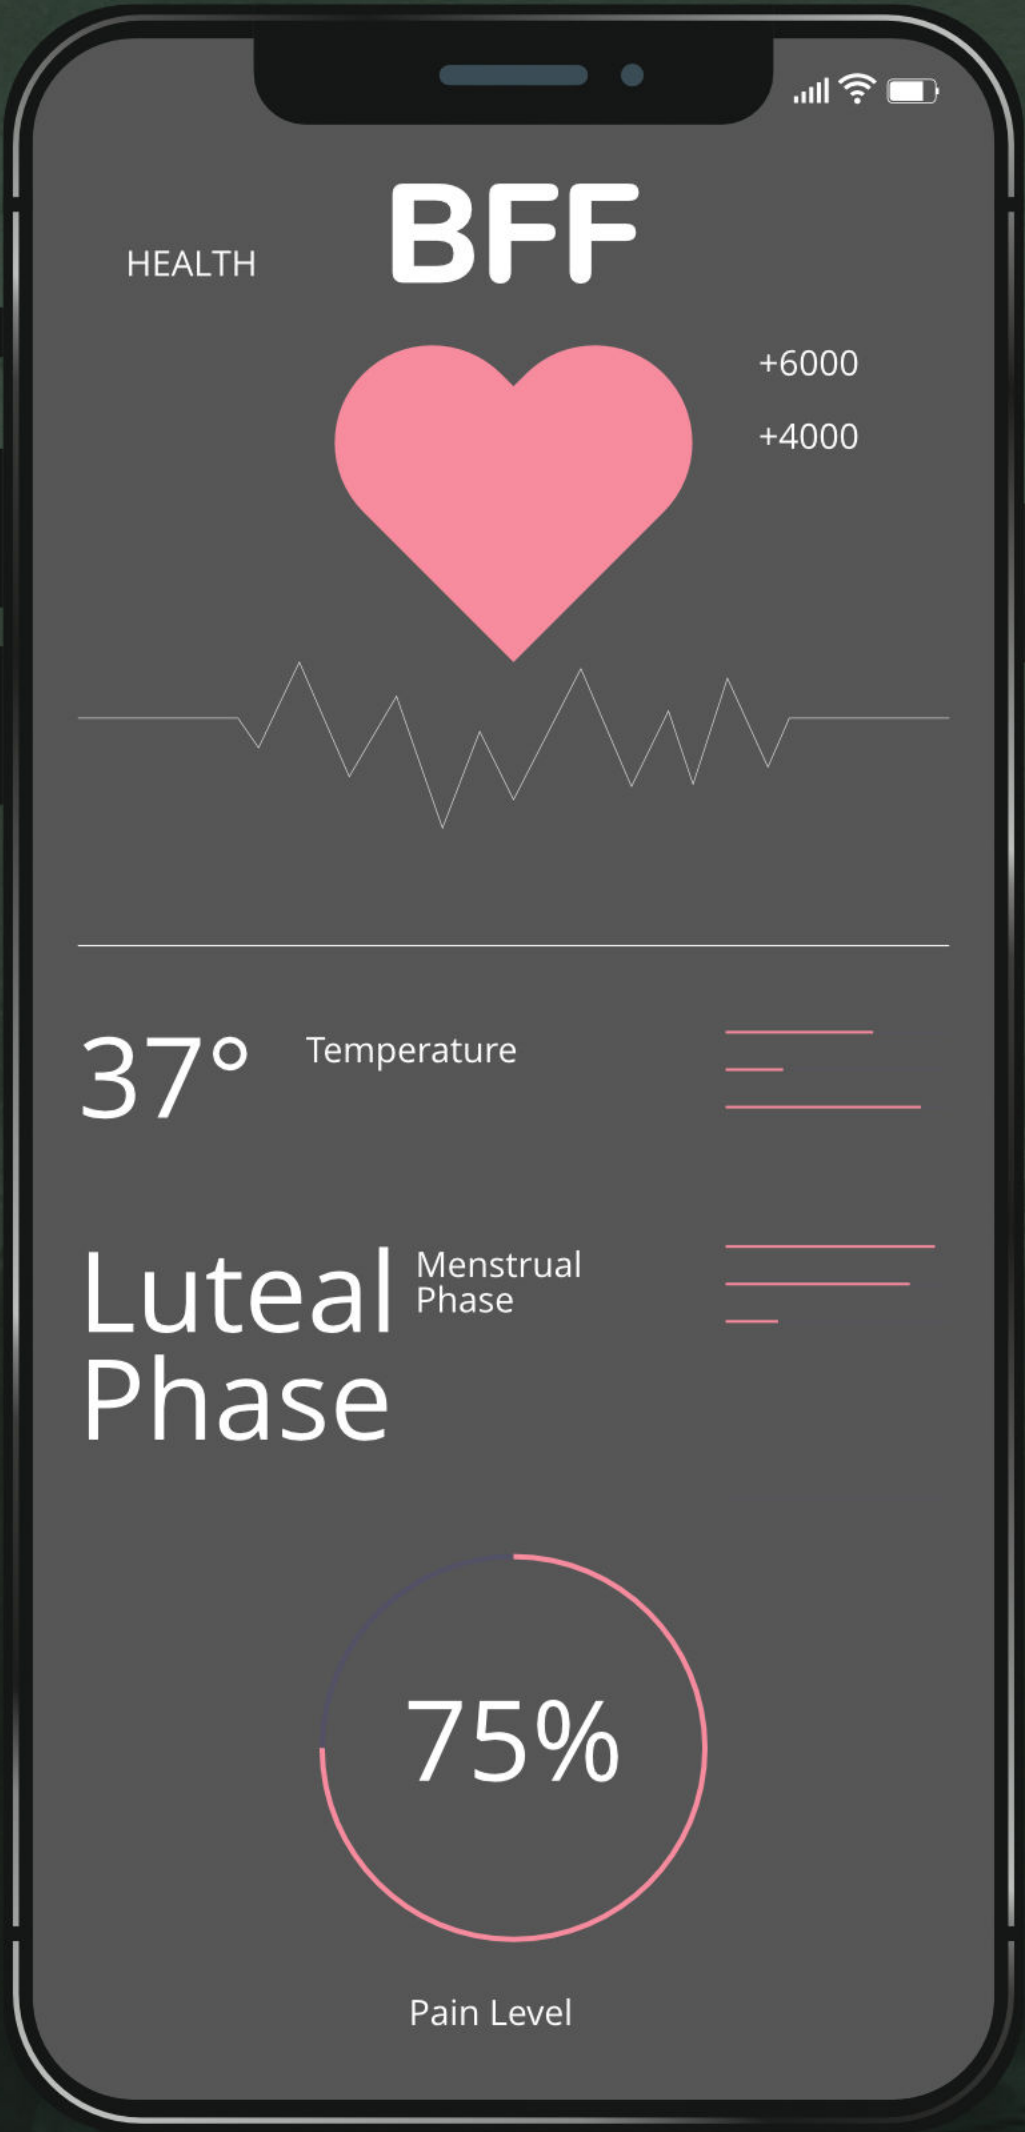 BFF
HEALTH
+6000
+4000
37°
Temperature
Luteal
Phase
Menstrual
Phase
75%
Pain Level